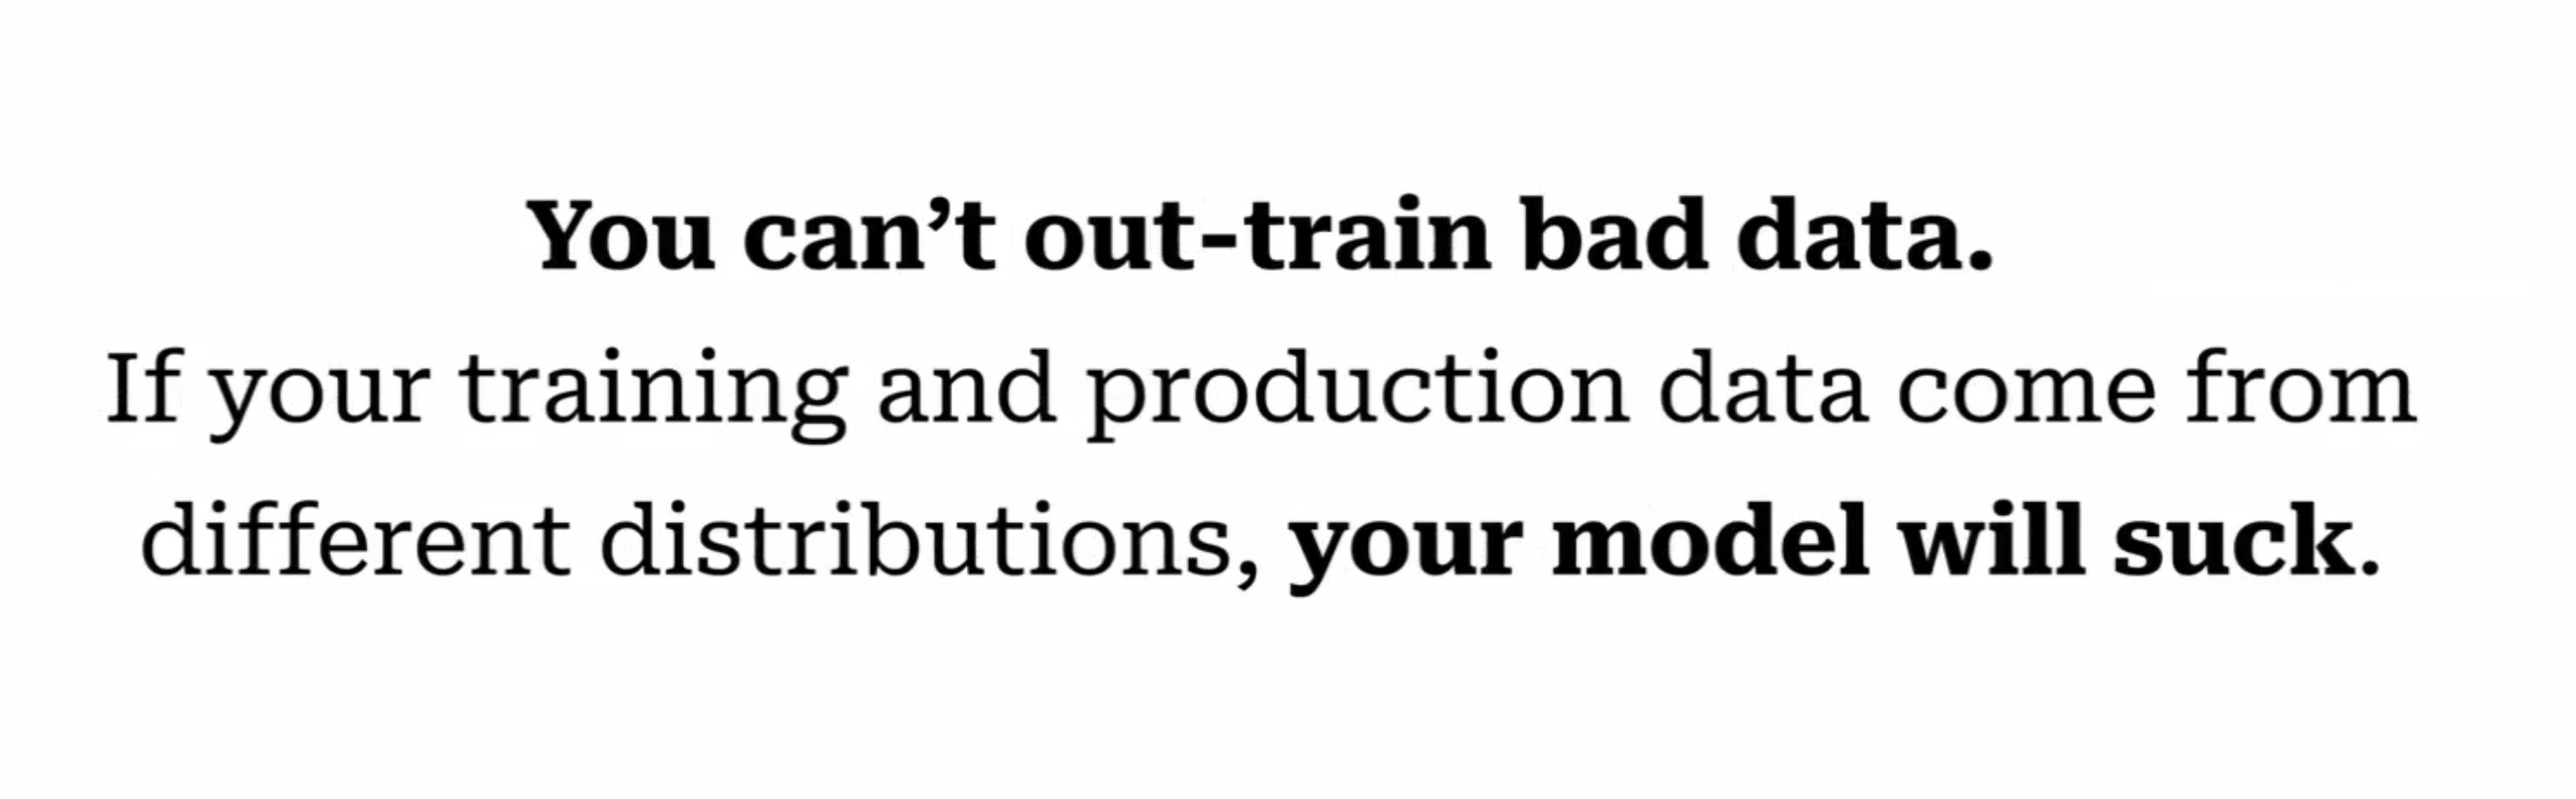 You can’t out-train bad data.
If your training and production data come from
different distributions, your model will suck.